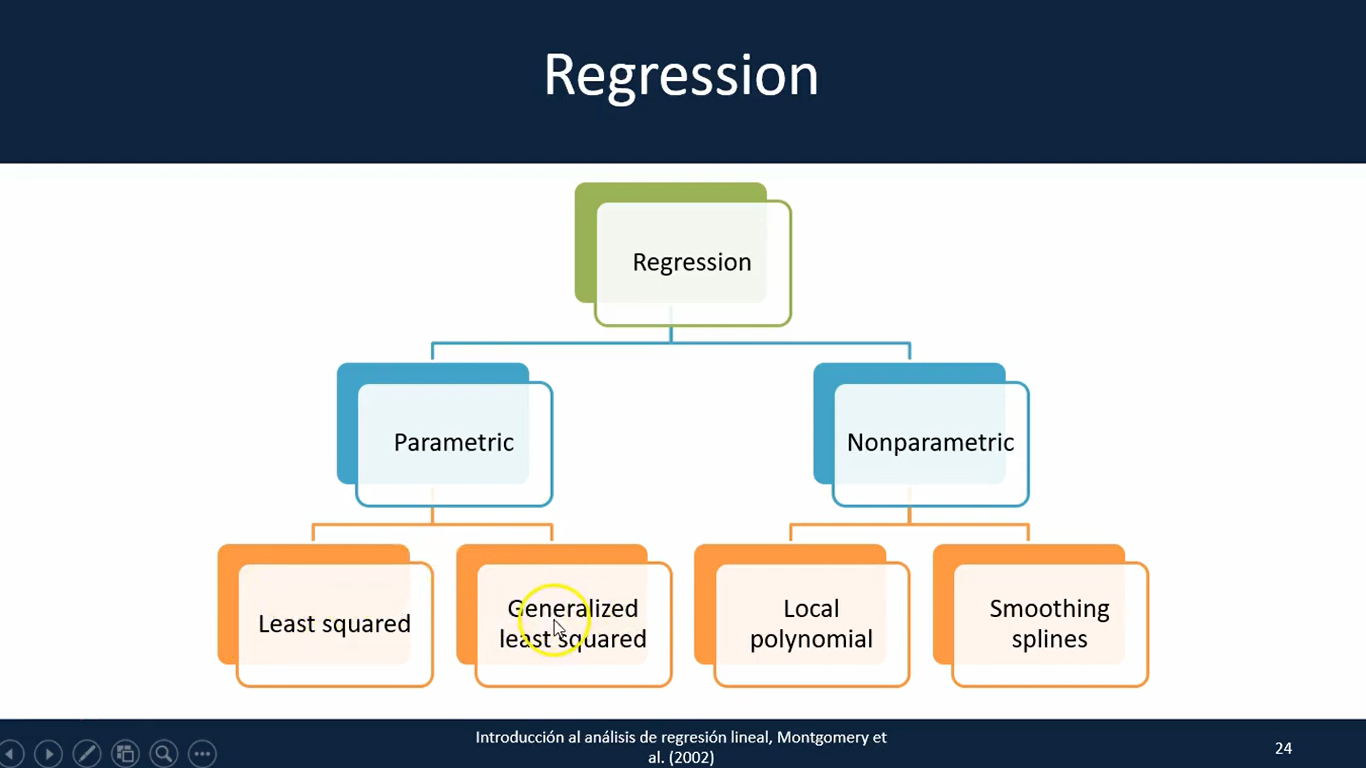 Regression
Regression
Parametric
Nonparametric
Least squared
Generalized
least squared
Local
polynomial
Smoothing
splines
Introducción al análisis de regresión lineal, Montgomery et
al. (2002)
24